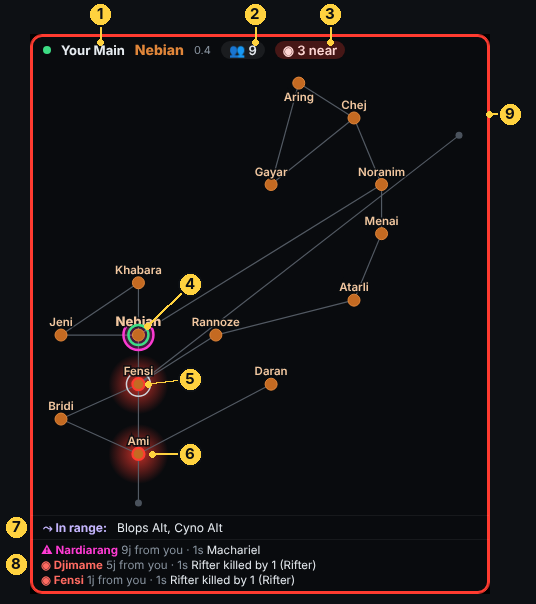 1 2 3
Your Main Nebian 0.4 9 3 near
Aring
Chej
9
Gayar
Noranim
Menai
Khabara
4
Atarli
Jeni
Nebian
Rannoze
Fensi
5
Daran
Bridi
Ami
6
7 ⤳ In range: Blops Alt, Cyno Alt
⚠ Nardiarang 9j from you · 1s Machariel
8 ◉ Djimame 5j from you · 1s Rifter killed by 1 (Rifter)
◉ Fensi 1j from you · 1s Rifter killed by 1 (Rifter)